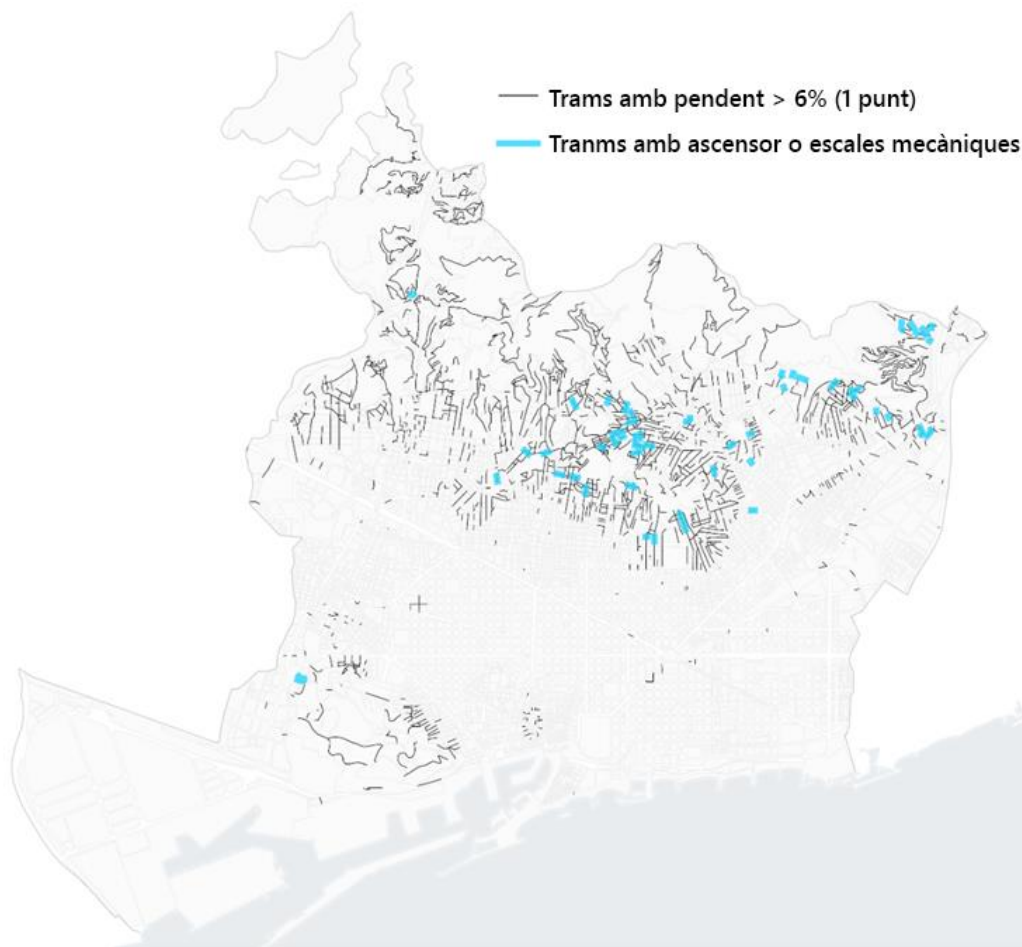 Trams amb pendent > 6% (1 punt)
Tranms amb ascensor o escales mecàniques